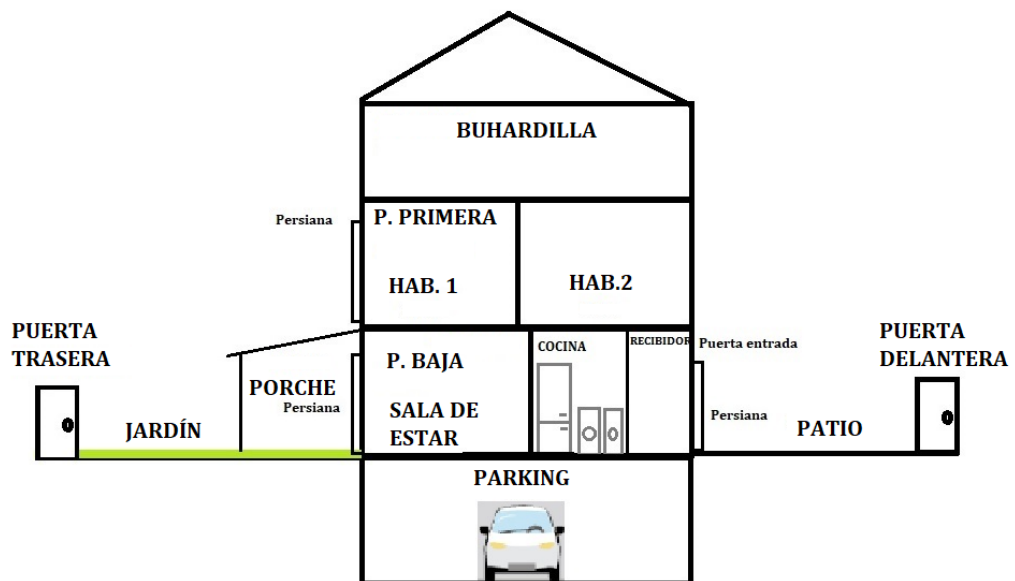 BUHARDILLA
Persiana
P. PRIMERA
HAB. 1
HAB.2
PUERTA
TRASERA
JARDÍN
PORCHE
Persiana
P. BAJA
SALA DE
ESTAR
COCINA
RECIBIDOR
Puerta entrada
Persiana
PATIO
PUERTA
DELANTERA
PARKING